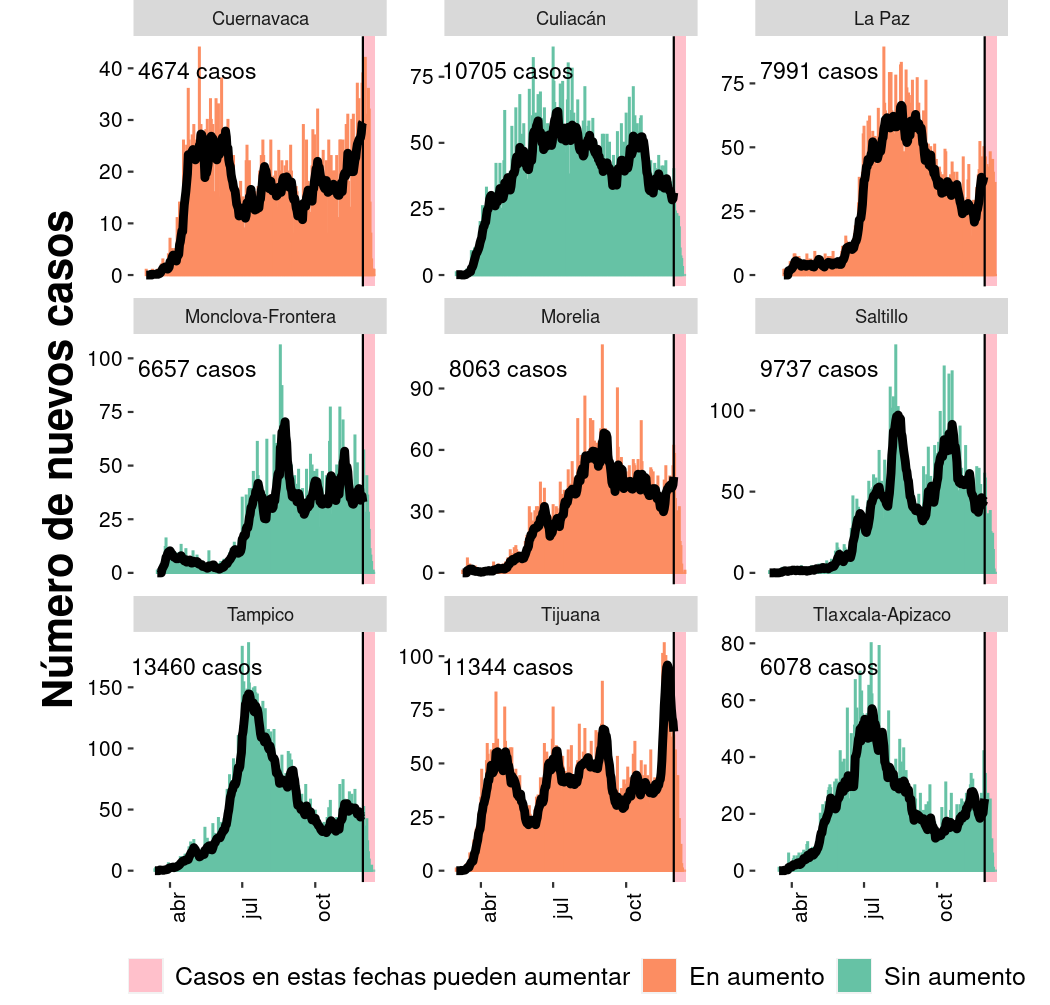 Cuernavaca
Culiacán
La Paz
4674 casos
10705 casos
7991 casos
40
30
20
10
0
75
50
25
0
75
50
25
0
Número de nuevos casos
Monclova-Frontera
Morelia
Saltillo
6657 casos
8063 casos
9737 casos
100
75
50
25
0
90
60
30
0
100
50
0
Tampico
Tijuana
Tlaxcala-Apizaco
13460 casos
11344 casos
6078 casos
150
100
50
0
100
75
50
25
0
80
60
40
20
0
abr
jul
oct
abr
jul
oct
abr
jul
oct
Casos en estas fechas pueden aumentar
En aumento
Sin aumento